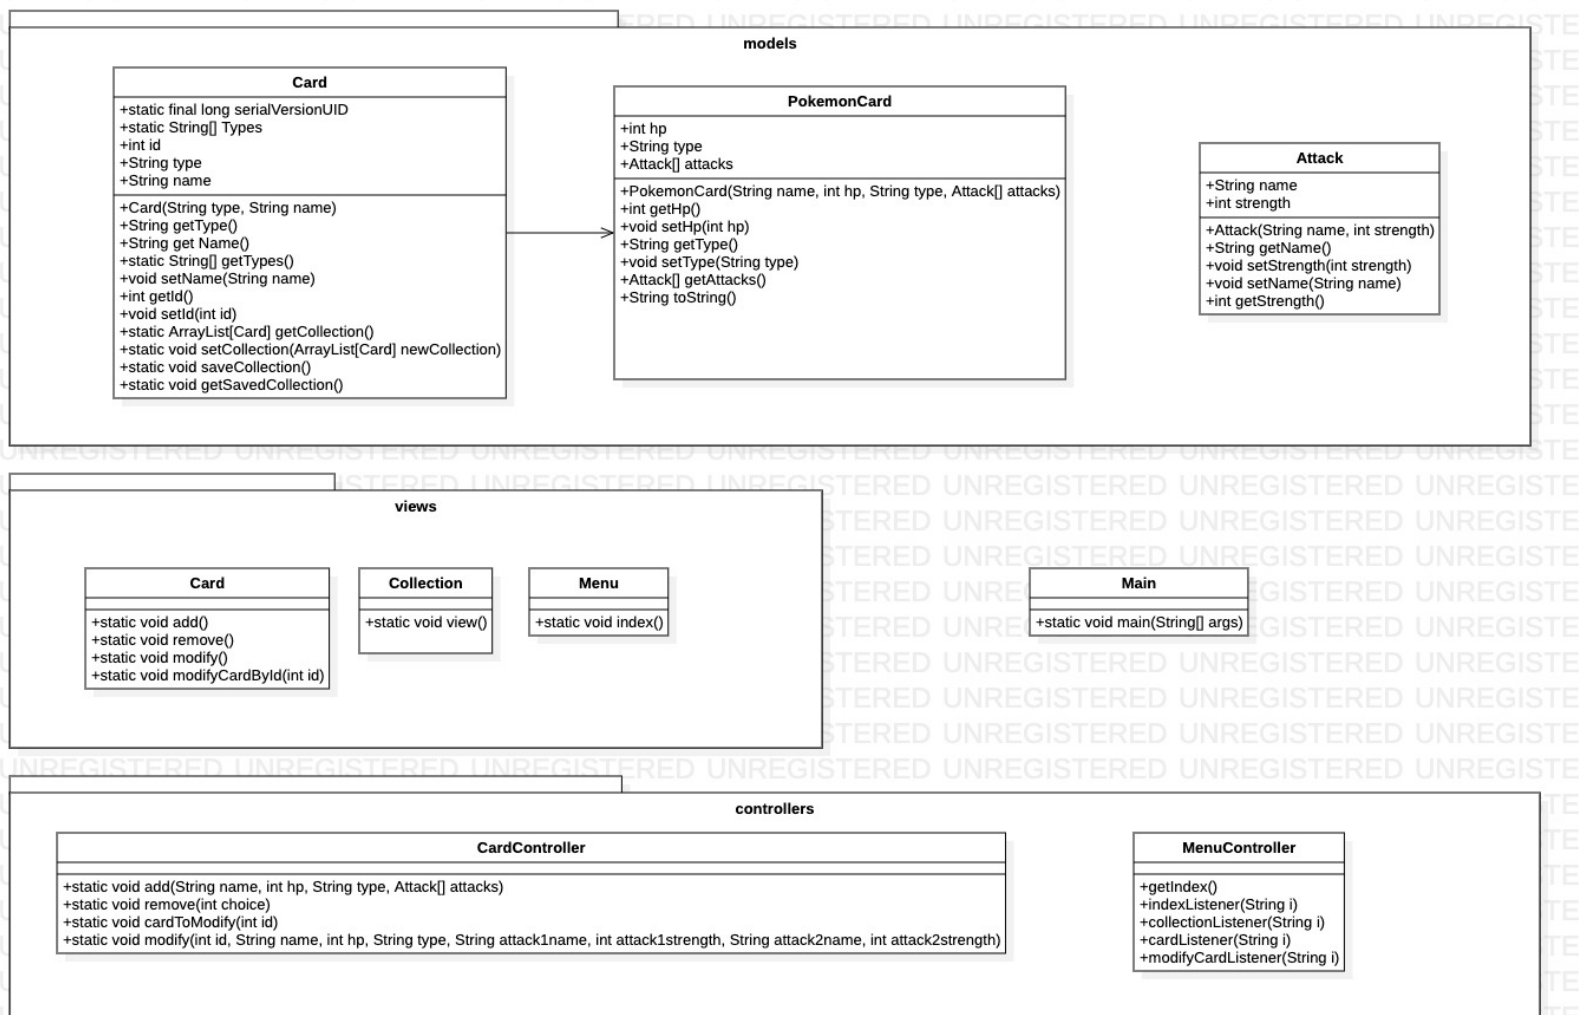 models
Card
+static final long serialVersionUID
+static String[] Types
+int id
+String type
+String name
+Card(String type, String name)
+String getType()
+String get Name()
+static String[] getTypes()
+void setName(String name)
+int getId()
+void setId(int id)
+static ArrayList[Card] getCollection()
+static void setCollection(ArrayList[Card] newCollection)
+static void saveCollection()
+static void getSavedCollection()
PokemonCard
+int hp
+String type
+Attack[] attacks
+PokemonCard(String name, int hp, String type, Attack[] attacks)
+int getHp()
+void setHp(int hp)
+String getType()
+void setType(String type)
+Attack[] getAttacks()
+String toString()
Attack
+String name
+int strength
+Attack(String name, int strength)
+String getName()
+void setStrength(int strength)
+void setName(String name)
+int getStrength()
views
Card
+static void add()
+static void remove()
+static void modify()
+static void modifyCardById(int id)
Collection
+static void view()
Menu
+static void index()
Main
+static void main(String[] args)
controllers
CardController
+static void add(String name, int hp, String type, Attack[] attacks)
+static void remove(int choice)
+static void cardToModify(int id)
+static void modify(int id, String name, int hp, String type, String attack1name, int attack1strength, String attack2name, int attack2strength)
MenuController
+getIndex()
+indexListener(String i)
+collectionListener(String i)
+cardListener(String i)
+modifyCardListener(String i)
UNREGISTERED UNREGISTERED UNREGISTERED